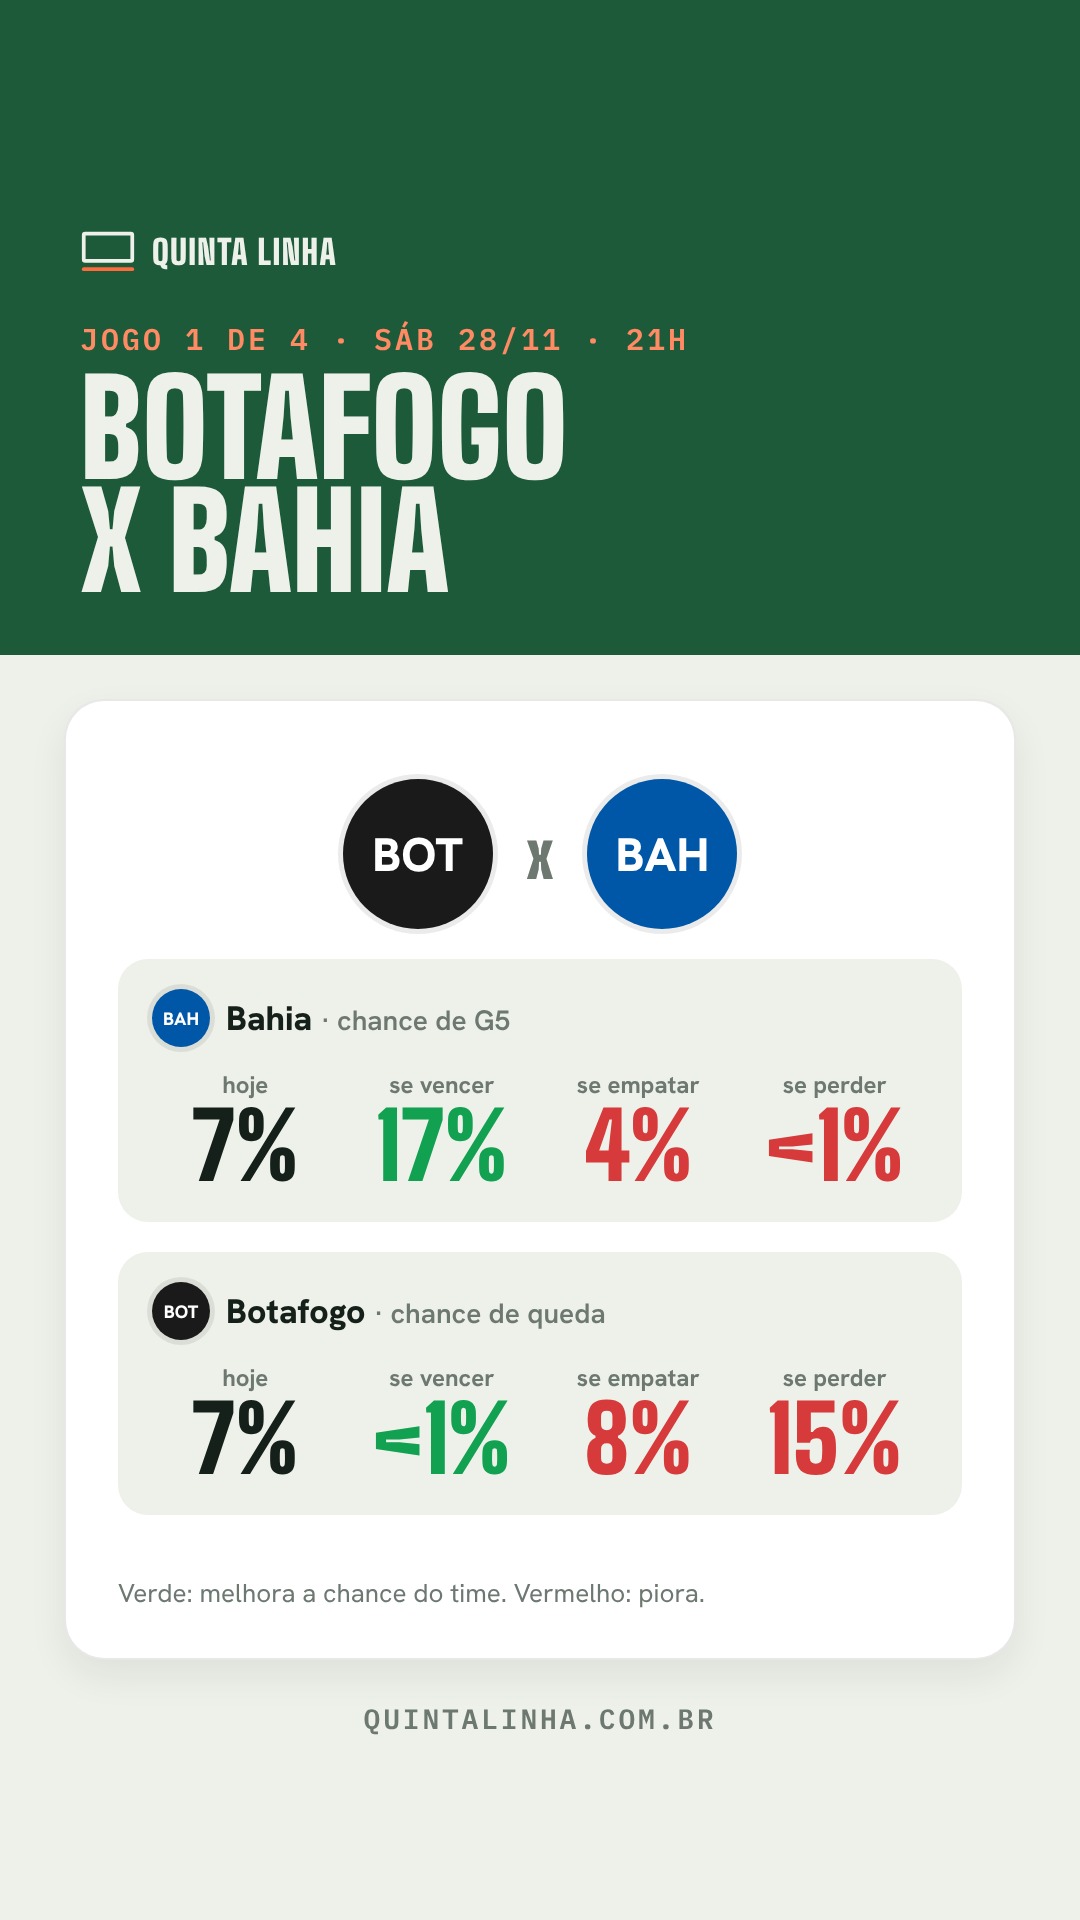 QUINTA LINHA
JOGO 1 DE 4 · SÁB 28/11 · 21H
BOTAFOGO
X BAHIA
BOT X BAH
BAH Bahia · chance de G5
hoje se vencer se empatar se perder
7% 17% 4% <1%
BOT Botafogo · chance de queda
hoje se vencer se empatar se perder
7% <1% 8% 15%
Verde: melhora a chance do time. Vermelho: piora.
QUINTALINHA.COM.BR